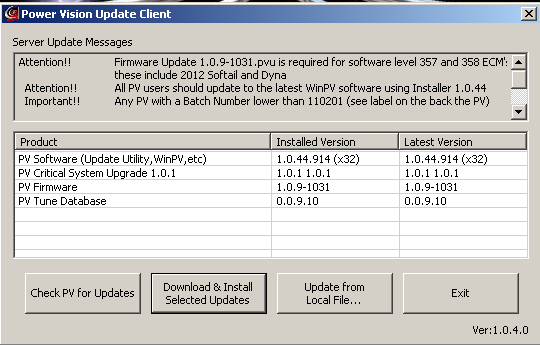 Power Vision Update Client
Server Update Messages
Attention!! Firmware Update 1.0.9-1031.pvu is required for software level 357 and 358 ECM's
these include 2012 Softail and Dyna
Attention!! All PV users should update to the latest WinPV software using Installer 1.0.44
Important!! Any PV with a Batch Number lower than 110201 (see label on the back the PV)
Product Installed Version Latest Version
PV Software (Update Utility,WinPV,etc) 1.0.44.914 (x32) 1.0.44.914 (x32)
PV Critical System Upgrade 1.0.1 1.0.1 1.0.1 1.0.1 1.0.1
PV Firmware 1.0.9-1031 1.0.9-1031
PV Tune Database 0.0.9.10 0.0.9.10
Check PV for Updates
Download & Install
Selected Updates
Update from
Local File...
Exit
Ver:1.0.4.0